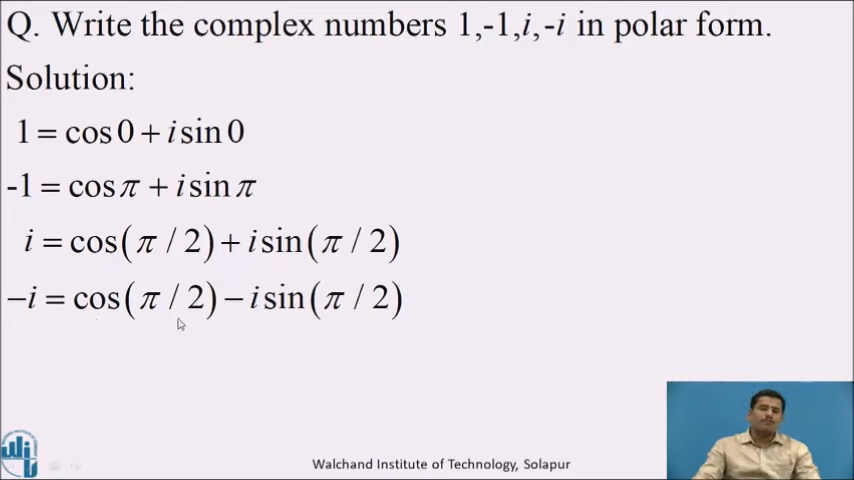 Q. Write the complex numbers 1,-1,i,-i in polar form.
Solution:
1 = cos 0 + i sin 0
-1 = cos π + i sin π
i = cos(π / 2) + i sin(π / 2)
−i = cos(π / 2) − i sin(π / 2)
Walchand Institute of Technology, Solapur